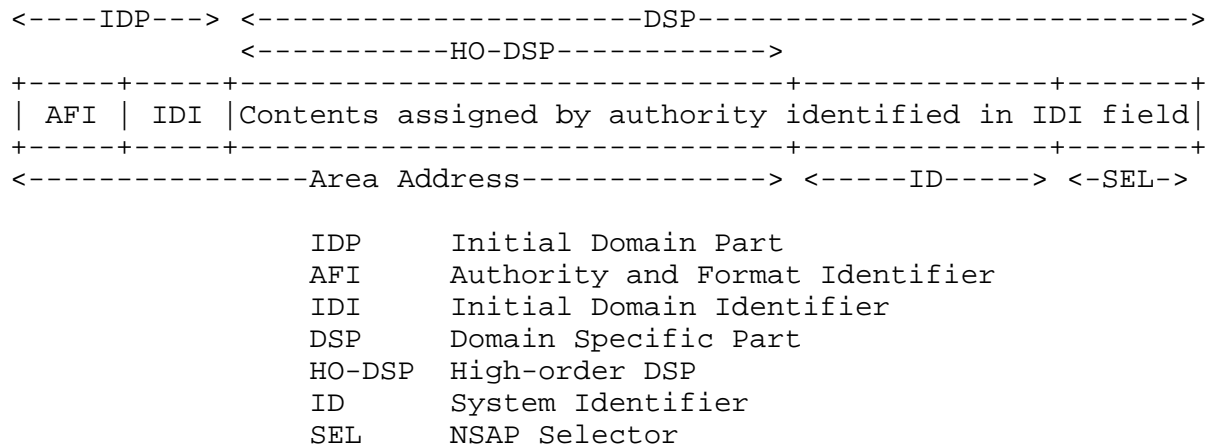 <----IDP---> <----------------------DSP---------------------------->
             <-----------HO-DSP------------>
+-----+-----+-------------------------------+--------------+-------+
| AFI | IDI |Contents assigned by authority identified in IDI field|
+-----+-----+-------------------------------+--------------+-------+
<----------------Area Address--------------> <-----ID-----> <-SEL->
                 IDP     Initial Domain Part
                 AFI     Authority and Format Identifier
                 IDI     Initial Domain Identifier
                 DSP     Domain Specific Part
                 HO-DSP  High-order DSP
                 ID      System Identifier
                 SEL     NSAP Selector